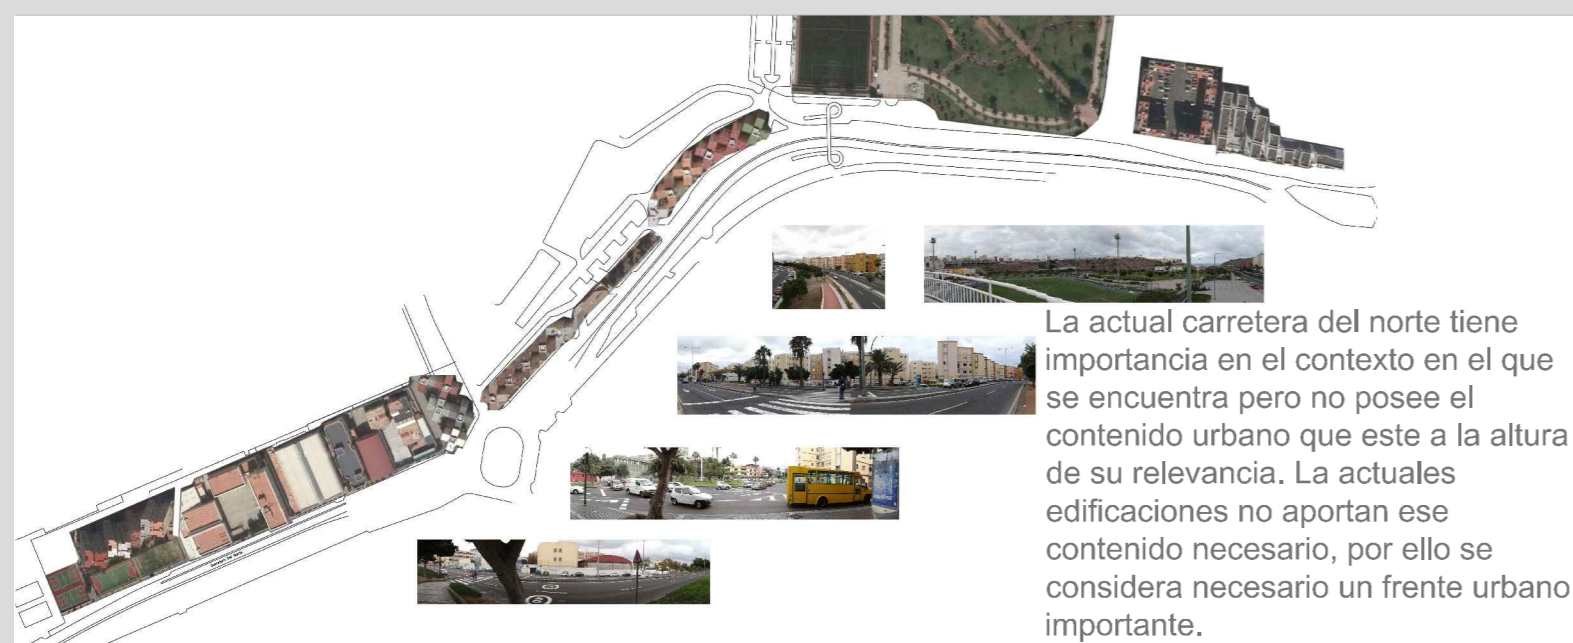 La actual carretera del norte tiene
importancia en el contexto en el que
se encuentra pero no posee el
contenido urbano que este a la altura
de su relevancia. La actuales
edificaciones no aportan ese
contenido necesario, por ello se
considera necesario un frente urbano
importante.